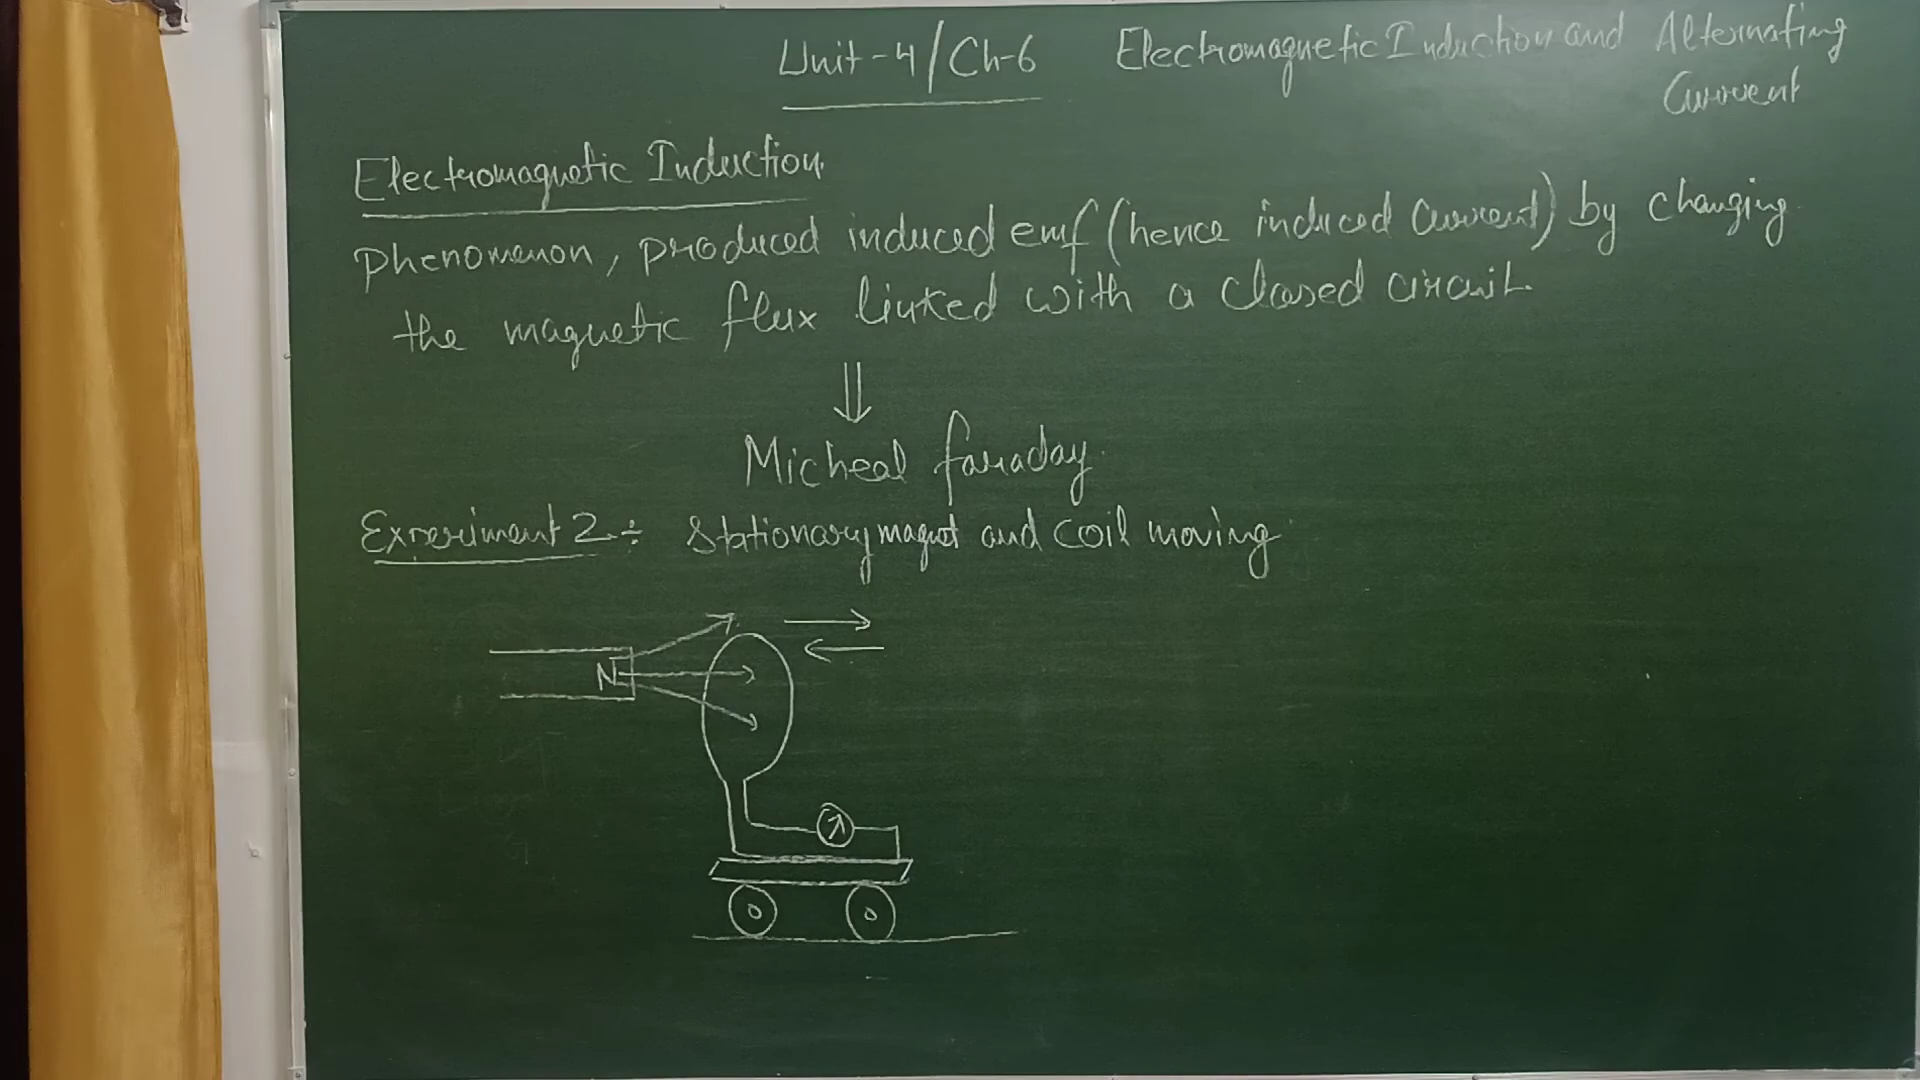 Unit-4/Ch-6 Electromagnetic Induction and Alternating
Current
Electromagnetic Induction
Phenomenon, produced induced emf (hence induced current) by changing
the magnetic flux linked with a closed circuit.
⇓
Micheal faraday
Experiment 2 ÷ Stationary magnet and coil moving
N